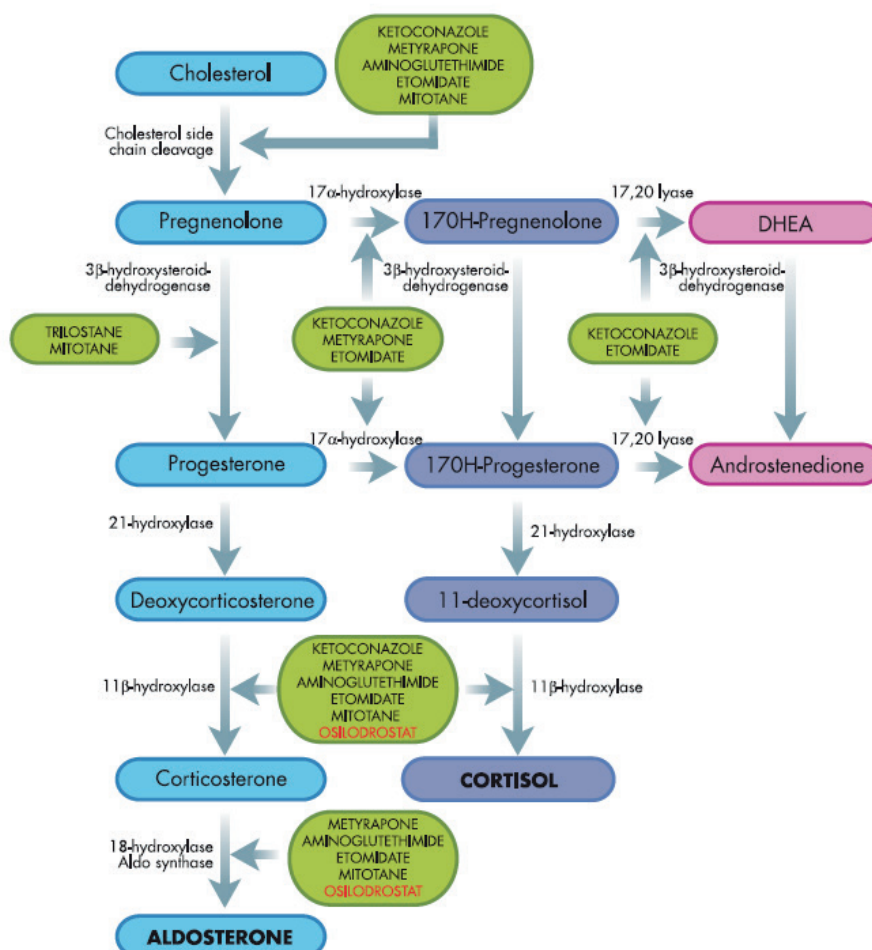 KETOCONAZOLE
METYRAPONE
AMINOGLUTETHIMIDE
ETOMIDATE
MITOTANE
Cholesterol
Cholesterol side
chain cleavage
17α-hydroxylase
17,20 lyase
Pregnenolone
170H-Pregnenolone
DHEA
3β-hydroxysteroid-
dehydrogenase
3β-hydroxysteroid-
dehydrogenase
3β-hydroxysteroid-
dehydrogenase
TRILOSTANE
MITOTANE
KETOCONAZOLE
METYRAPONE
ETOMIDATE
KETOCONAZOLE
ETOMIDATE
17α-hydroxylase
17,20 lyase
Progesterone
170H-Progesterone
Androstenedione
21-hydroxylase
21-hydroxylase
Deoxycorticosterone
11-deoxycortisol
KETOCONAZOLE
METYRAPONE
AMINOGLUTETHIMIDE
ETOMIDATE
MITOTANE
OSILODROSTAT
11β-hydroxylase
11β-hydroxylase
Corticosterone
CORTISOL
METYRAPONE
AMINOGLUTETHIMIDE
ETOMIDATE
MITOTANE
OSILODROSTAT
18-hydroxylase
Aldo synthase
ALDOSTERONE